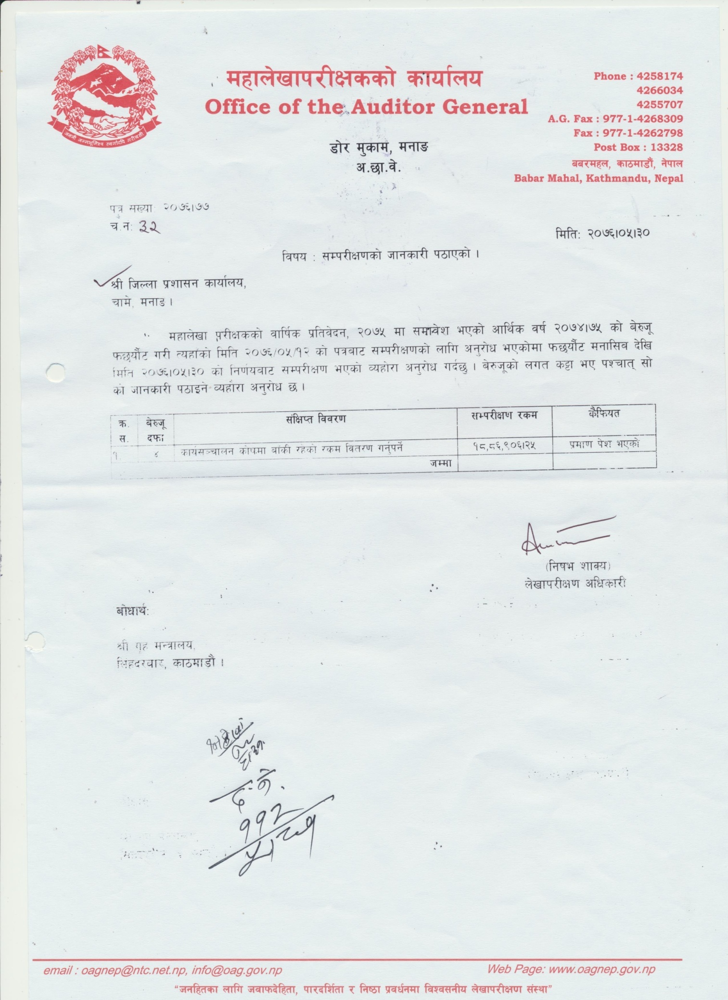 जननी जन्मभूमिश्च स्वर्गादपि गरीयसी
महालेखापरीक्षकको कार्यालय
Office of the Auditor General
Phone : 4258174
4266034
4255707
A.G. Fax : 977-1-4268309
Fax : 977-1-4262798
Post Box : 13328
बबरमहल, काठमाडौं, नेपाल
Babar Mahal, Kathmandu, Nepal
डोर मुकाम, मनाङ
अ.छा.वे.
पत्र संख्या: २०७६।७७
च.नं: ३२
मिति: २०७६।०५।३०
विषय : सम्परीक्षणको जानकारी पठाएको ।
श्री जिल्ला प्रशासन कार्यालय,
चामे, मनाङ ।
महालेखा परीक्षकको वार्षिक प्रतिवेदन, २०७५ मा समावेश भएको आर्थिक वर्ष २०७४।७५ को बेरुजू
फछर्यौट गरी त्यहाँको मिति २०७६/०५/१२ को पत्रबाट सम्परीक्षणको लागि अनुरोध भएकोमा फछर्यौट मनासिब देखि
मिति २०७६।०५।३० को निर्णयबाट सम्परीक्षण भएको व्यहोरा अनुरोध गर्दछु । बेरुजूको लगत कट्टा भए पश्चात् सो
को जानकारी पठाइने व्यहोरा अनुरोध छ ।
क्र. स. बेरुजू दफा संक्षिप्त विवरण सम्परीक्षण रकम कैफियत
१. ४ कार्यसञ्चालन कोषमा बाँकी रहेको रकम वितरण गर्नुपर्ने १८,८६,९०६।२५ प्रमाण पेश भएको
जम्मा
(निषभ शाक्य)
लेखापरीक्षण अधिकारी
बोधार्थ:
श्री गृह मन्त्रालय,
सिंहदरवार, काठमाडौं ।
द.नं.
११२
email : oagnep@ntc.net.np, info@oag.gov.np
Web Page: www.oagnep.gov.np
“जनहितका लागि जवाफदेहिता, पारदर्शिता र निष्ठा प्रवर्धनमा विश्वसनीय लेखापरीक्षण संस्था”